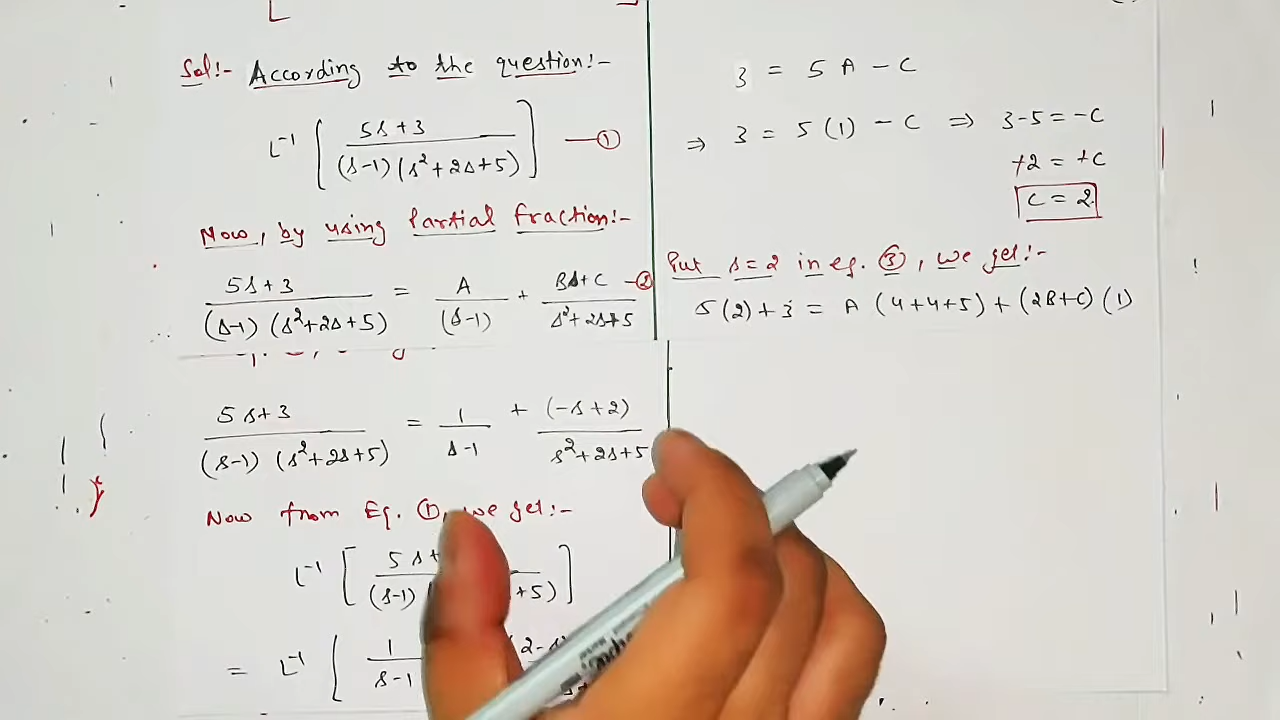 Sol:- According to the question:-
L⁻¹ [ 5s+3 / (s-1)(s²+2s+5) ] —①
Now, by using Partial fraction:-
5s+3 / (s-1)(s²+2s+5) = A / (s-1) + Bs+C / s²+2s+5 —②
5s+3 / (s-1)(s²+2s+5) = 1 / s-1 + (-s+2) / s²+2s+5
Now from Eq. ①, we get:-
L⁻¹ [ 5s+ / (s-1)( +5) ]
= L⁻¹ [ 1 / s-1
3 = 5A - C
⇒ 3 = 5(1) - C ⇒ 3-5 = -C
+2 = +C
C = 2
Put s=2 in eq. ③, we get:-
5(2)+3 = A(4+4+5)+(2B+C)(1)